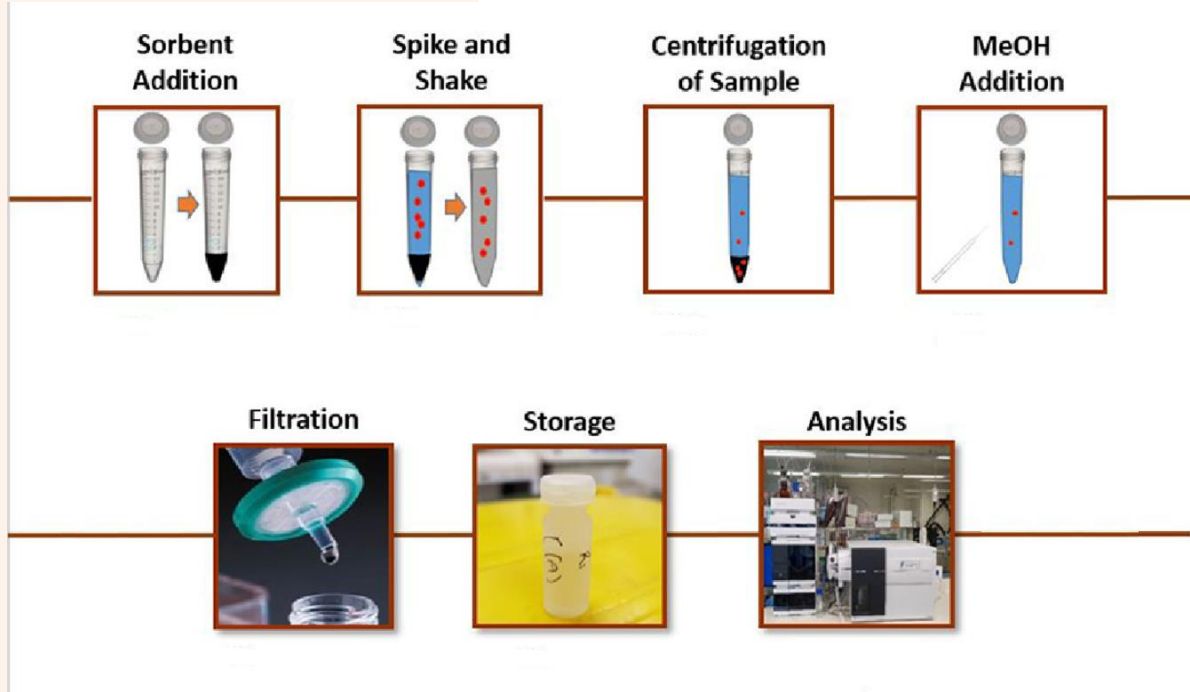 Sorbent
Addition
Spike and
Shake
Centrifugation
of Sample
MeOH
Addition
Filtration
Storage
Analysis